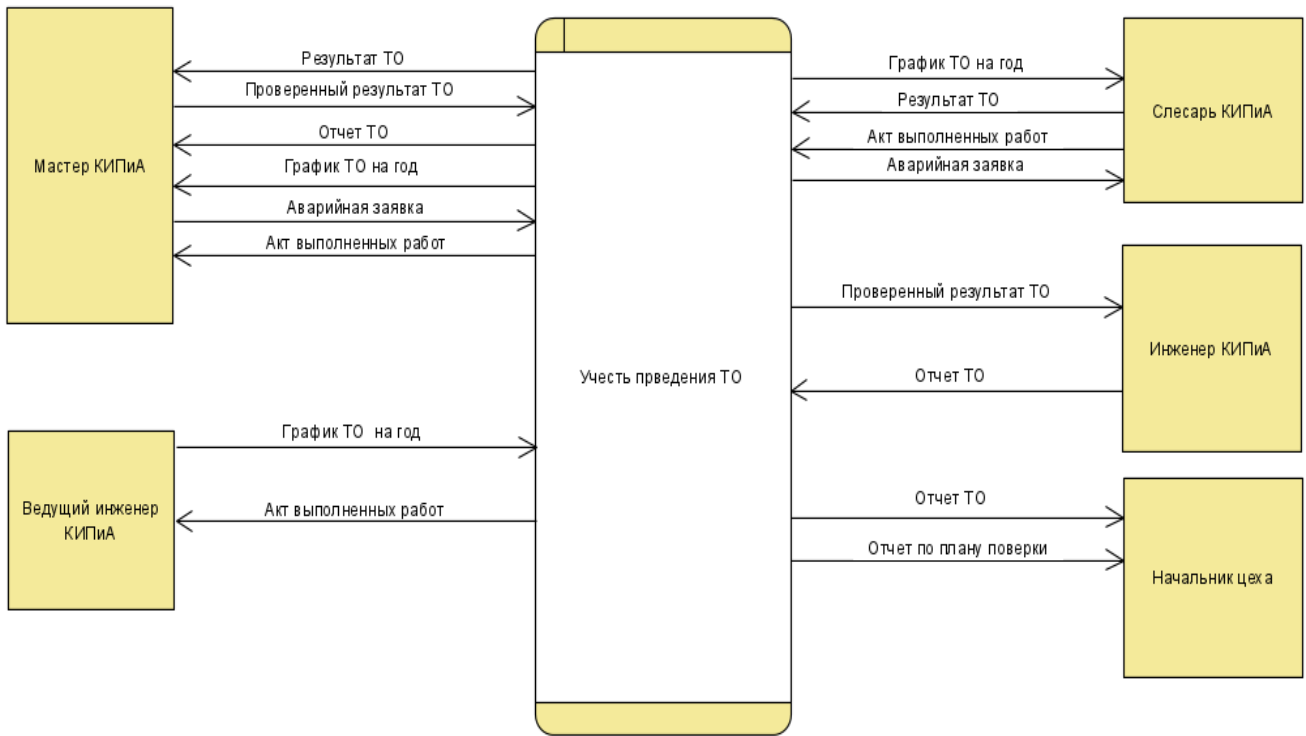 Мастер КИПиА
Результат ТО
Проверенный результат ТО
Отчет ТО
График ТО на год
Аварийная заявка
Акт выполненных работ
Ведущий инженер
КИПиА
График ТО на год
Акт выполненных работ
Учесть прведения ТО
График ТО на год
Результат ТО
Акт выполненных работ
Аварийная заявка
Слесарь КИПиА
Проверенный результат ТО
Отчет ТО
Инженер КИПиА
Отчет ТО
Отчет по плану поверки
Начальник цеха